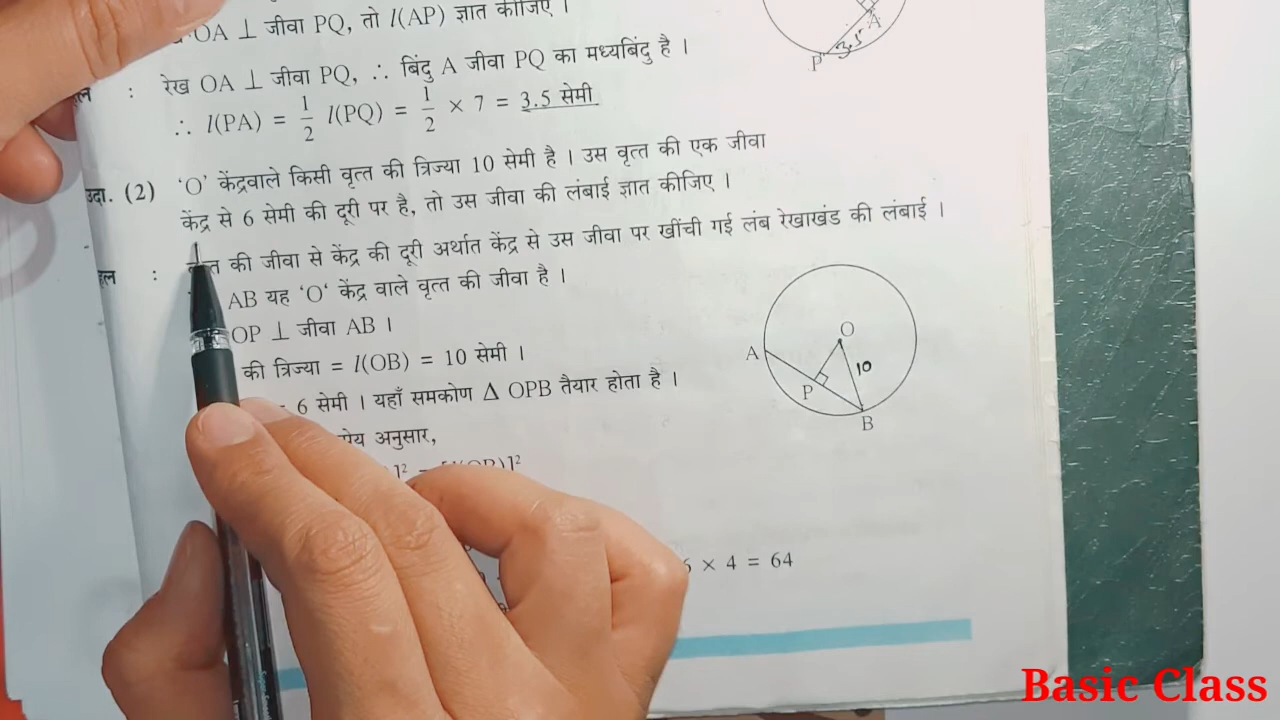 OA ⊥ जीवा PQ, तो l(AP) ज्ञात कीजिए ।
A
3.5
P
: रेख OA ⊥ जीवा PQ, ∴ बिंदु A जीवा PQ का मध्यबिंदु है ।
∴ l(PA) = 1/2 l(PQ) = 1/2 × 7 = 3.5 सेमी
उदा. (2) ‘O’ केंद्रवाले किसी वृत्त की त्रिज्या 10 सेमी है । उस वृत्त की एक जीवा
केंद्र से 6 सेमी की दूरी पर है, तो उस जीवा की लंबाई ज्ञात कीजिए ।
: की जीवा से केंद्र की दूरी अर्थात केंद्र से उस जीवा पर खींची गई लंब रेखाखंड की लंबाई ।
AB यह ‘O‘ केंद्र वाले वृत्त की जीवा है ।
OP ⊥ जीवा AB ।
की त्रिज्या = l(OB) = 10 सेमी ।
6 सेमी । यहाँ समकोण Δ OPB तैयार होता है ।
अनुसार,
O
A
10
P
B
× 4 = 64
Basic Class